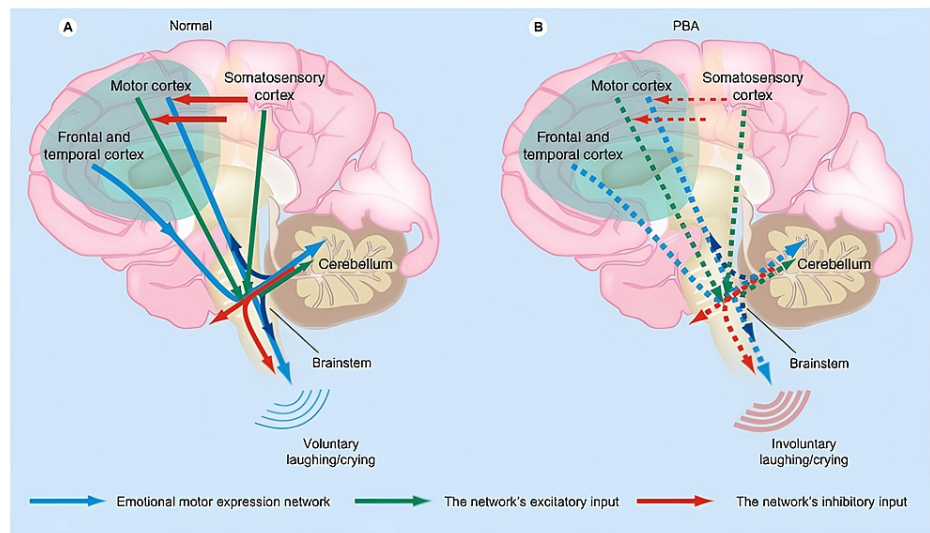 A
Normal
Motor cortex
Somatosensory
cortex
Frontal and
temporal cortex
Cerebellum
Brainstem
Voluntary
laughing/crying
B
PBA
Motor cortex
Somatosensory
cortex
Frontal and
temporal cortex
Cerebellum
Brainstem
Involuntary
laughing/crying
Emotional motor expression network
The network's excitatory input
The network's inhibitory input